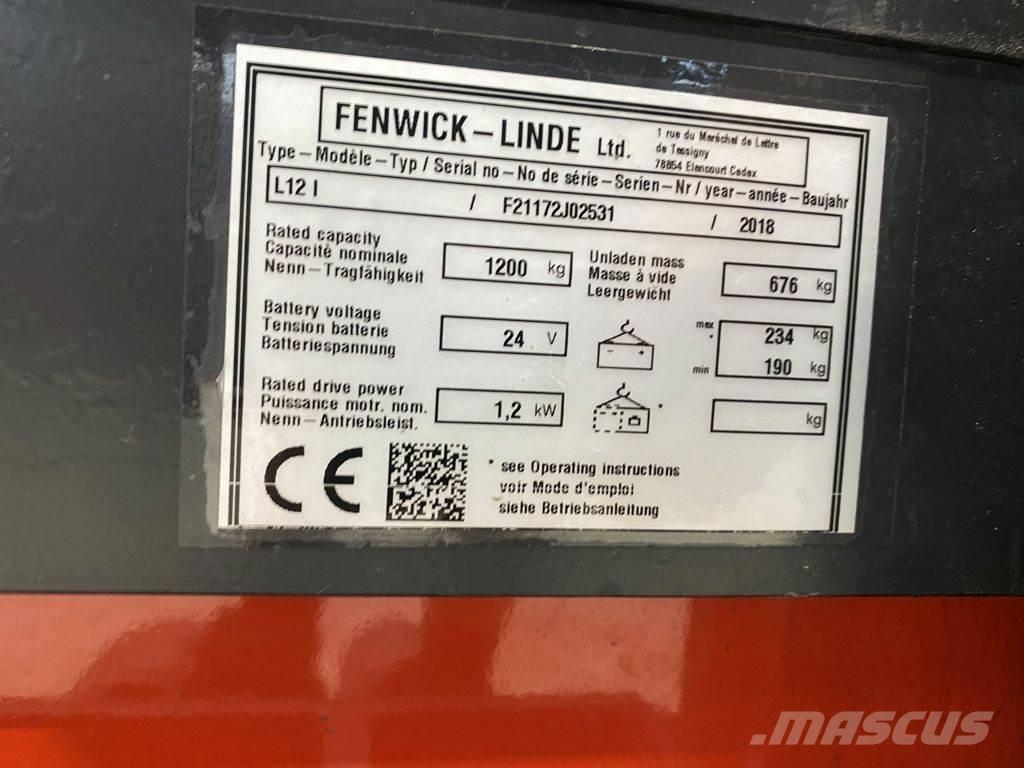 FENWICK – LINDE Ltd.
1 rue du Maréchal de Lattre
de Tassigny
78854 Elancourt Cedex
Type – Modèle – Typ / Serial no – No de série – Serien – Nr / year – année – Baujahr
L12 I / F21172J02531 / 2018
Rated capacity
Capacité nominale
Nenn – Tragfähigkeit
1200 kg
Unladen mass
Masse à vide
Leergewicht
676 kg
Battery voltage
Tension batterie
Batteriespannung
24 V
- +
max
*
234 kg
min
190 kg
Rated drive power
Puissance motr. nom.
Nenn – Antriebsleist.
1,2 kW
*
kg
CE
* see Operating instructions
voir Mode d'emploi
siehe Betriebsanleitung
MASCUS